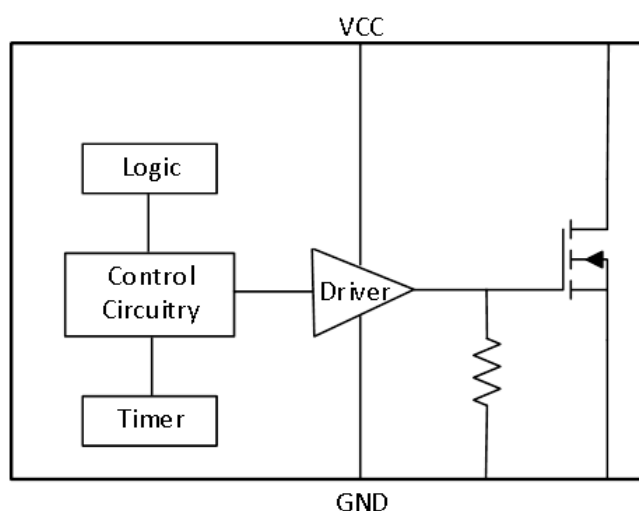 VCC
Logic
Control
Circuitry
Driver
Timer
GND